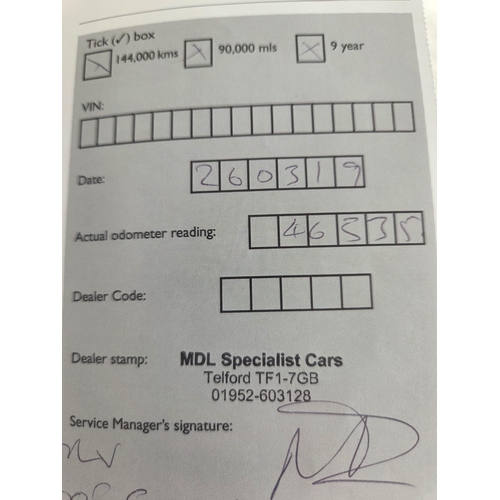 Tick (✓) box
144,000 kms 90,000 mls 9 year
VIN:
Date: 260319
Actual odometer reading: 46335
Dealer Code:
Dealer stamp: MDL Specialist Cars
Telford TF1-7GB
01952-603128
Service Manager's signature: